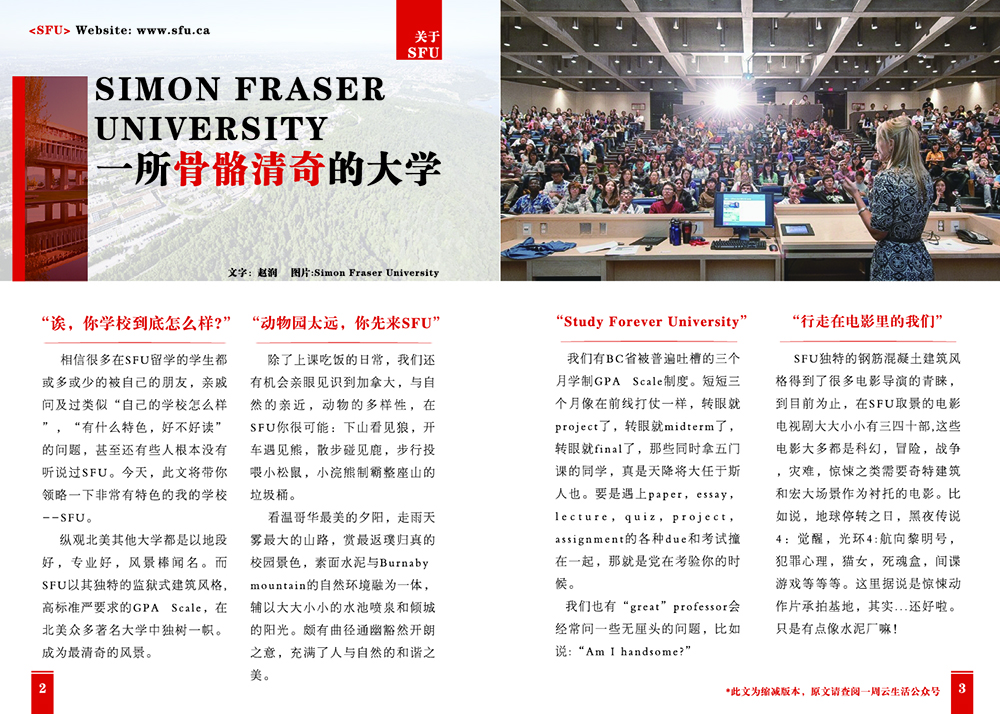 <SFU> Website: www.sfu.ca
关于
SFU
SIMON FRASER
UNIVERSITY
一所骨骼清奇的大学
文字：赵润 图片:Simon Fraser University
“诶，你学校到底怎么样?”
相信很多在SFU留学的学生都
或多或少的被自己的朋友，亲戚
问及过类似“自己的学校怎么样
”，“有什么特色，好不好读”
的问题，甚至还有些人根本没有
听说过SFU。今天，此文将带你
领略一下非常有特色的我的学校
--SFU。
纵观北美其他大学都是以地段
好，专业好，风景棒闻名。而
SFU以其独特的监狱式建筑风格,
高标准严要求的GPA Scale，在
北美众多著名大学中独树一帜。
成为最清奇的风景。
“动物园太远，你先来SFU”
除了上课吃饭的日常，我们还
有机会亲眼见识到加拿大，与自
然的亲近，动物的多样性，在
SFU你很可能：下山看见狼，开
车遇见熊，散步碰见鹿，步行投
喂小松鼠，小浣熊制霸整座山的
垃圾桶。
看温哥华最美的夕阳，走雨天
雾最大的山路，赏最返璞归真的
校园景色，素面水泥与Burnaby
mountain的自然环境融为一体，
辅以大大小小的水池喷泉和倾城
的阳光。颇有曲径通幽豁然开朗
之意，充满了人与自然的和谐之
美。
“Study Forever University”
我们有BC省被普遍吐槽的三个
月学制GPA Scale制度。短短三
个月像在前线打仗一样，转眼就
project了，转眼就midterm了，
转眼就final了，那些同时拿五门
课的同学，真是天降将大任于斯
人也。要是遇上paper，essay，
lecture，quiz，project，
assignment的各种due和考试撞
在一起，那就是党在考验你的时
候。
我们也有“great”professor会
经常问一些无厘头的问题，比如
说:“Am I handsome?”
“行走在电影里的我们”
SFU独特的钢筋混凝土建筑风
格得到了很多电影导演的青睐，
到目前为止，在SFU取景的电影
电视剧大大小小有三四十部,这些
电影大多都是科幻，冒险，战争
，灾难，惊悚之类需要奇特建筑
和宏大场景作为衬托的电影。比
如说，地球停转之日，黑夜传说
4：觉醒，光环4:航向黎明号，
犯罪心理，猫女，死魂盒，间谍
游戏等等等。这里据说是惊悚动
作片承拍基地，其实...还好啦。
只是有点像水泥厂嘛！
2
*此文为缩减版本，原文请查阅一周云生活公众号
3